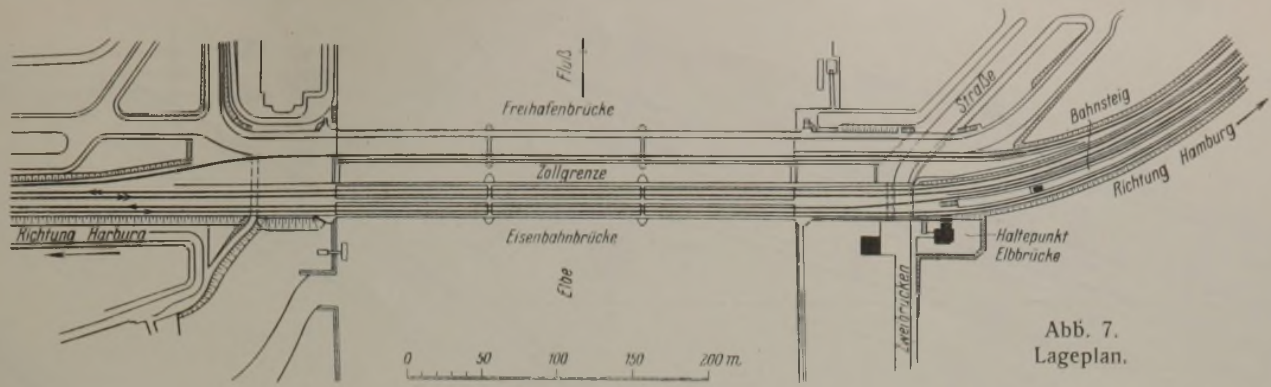 Fluß
Freihafenbrücke
Straße
Bahnsteig
Zollgrenze
Richtung Hamburg
Richtung Harburg
Eisenbahnbrücke
Haltepunkt
Elbbrücke
Elbe
Zweibrücken
0 50 100 150 200 m.
Abb. 7.
Lageplan.